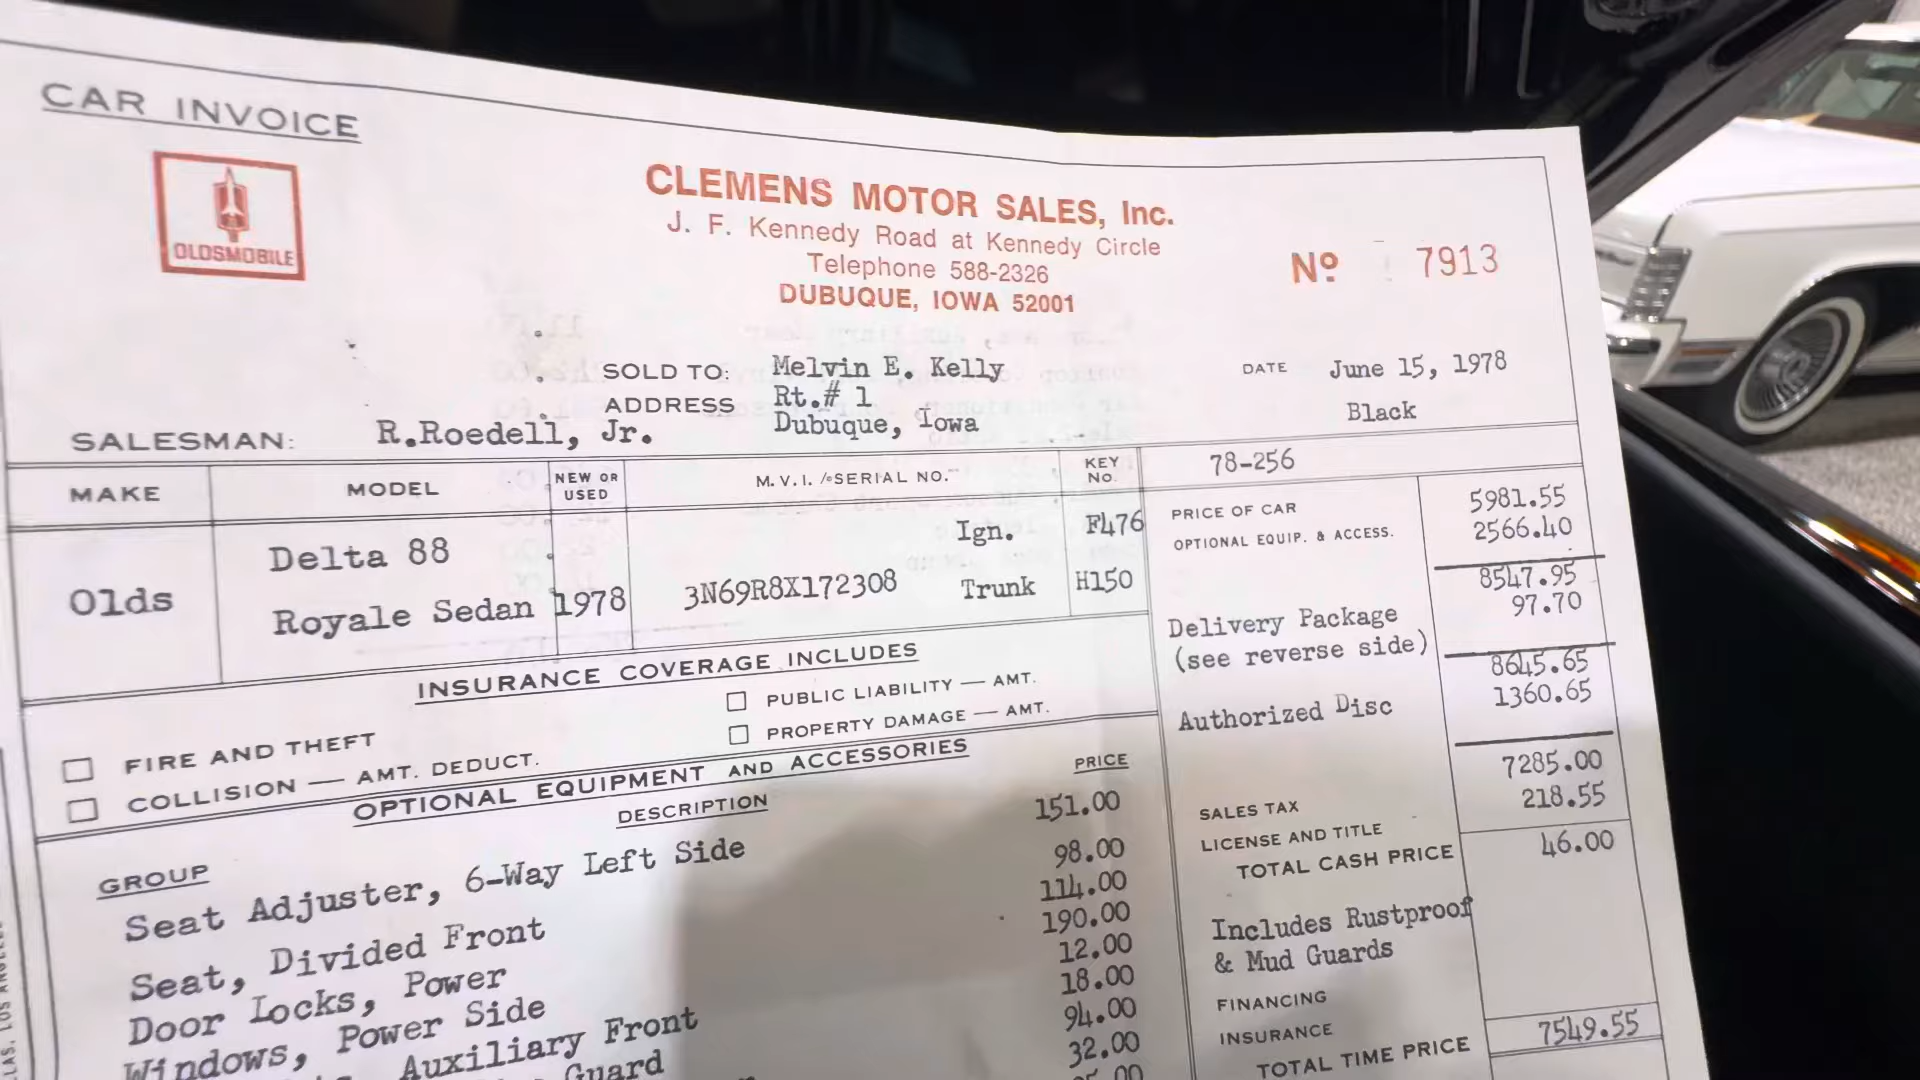 CAR INVOICE
OLDSMOBILE
CLEMENS MOTOR SALES, Inc.
J. F. Kennedy Road at Kennedy Circle
Telephone 588-2326
DUBUQUE, IOWA 52001
Nº 7913
SOLD TO: Melvin E. Kelly
ADDRESS Rt.# 1
Dubuque, Iowa
DATE June 15, 1978
Black
SALESMAN: R.Roedell, Jr.
MAKE MODEL NEW OR USED M.V.I./SERIAL NO. KEY NO. 78-256
Olds Delta 88 Ign. F476
Royale Sedan 1978 3N69R8X172308 Trunk H150
PRICE OF CAR 5981.55
OPTIONAL EQUIP. & ACCESS. 2566.40
8547.95
Delivery Package 97.70
(see reverse side)
8645.65
Authorized Disc 1360.65
7285.00
SALES TAX 218.55
LICENSE AND TITLE 46.00
TOTAL CASH PRICE
Includes Rustproof
& Mud Guards
FINANCING
INSURANCE
TOTAL TIME PRICE 7549.55
INSURANCE COVERAGE INCLUDES
FIRE AND THEFT
PUBLIC LIABILITY — AMT.
COLLISION — AMT. DEDUCT.
PROPERTY DAMAGE — AMT.
OPTIONAL EQUIPMENT AND ACCESSORIES
GROUP DESCRIPTION PRICE
Seat Adjuster, 6-Way Left Side 151.00
Seat, Divided Front 98.00
Door Locks, Power 114.00
Windows, Power Side 190.00
Auxiliary Front 12.00
Guard 18.00
94.00
32.00